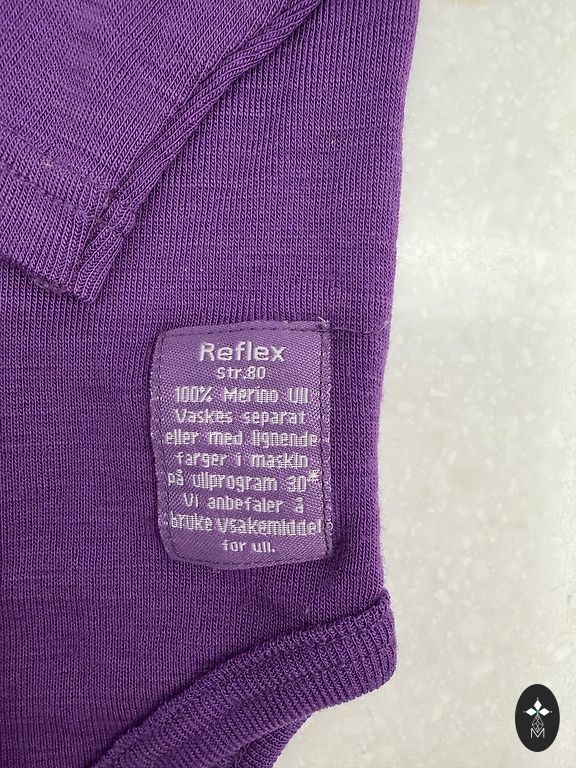 Reflex
Str.80
100% Merino Ull
Vaskes separat
eller med lignende
farger i maskin
på ullprogram 30°
Vi anbefaler å
bruke Vsakemiddel
for ull.
M